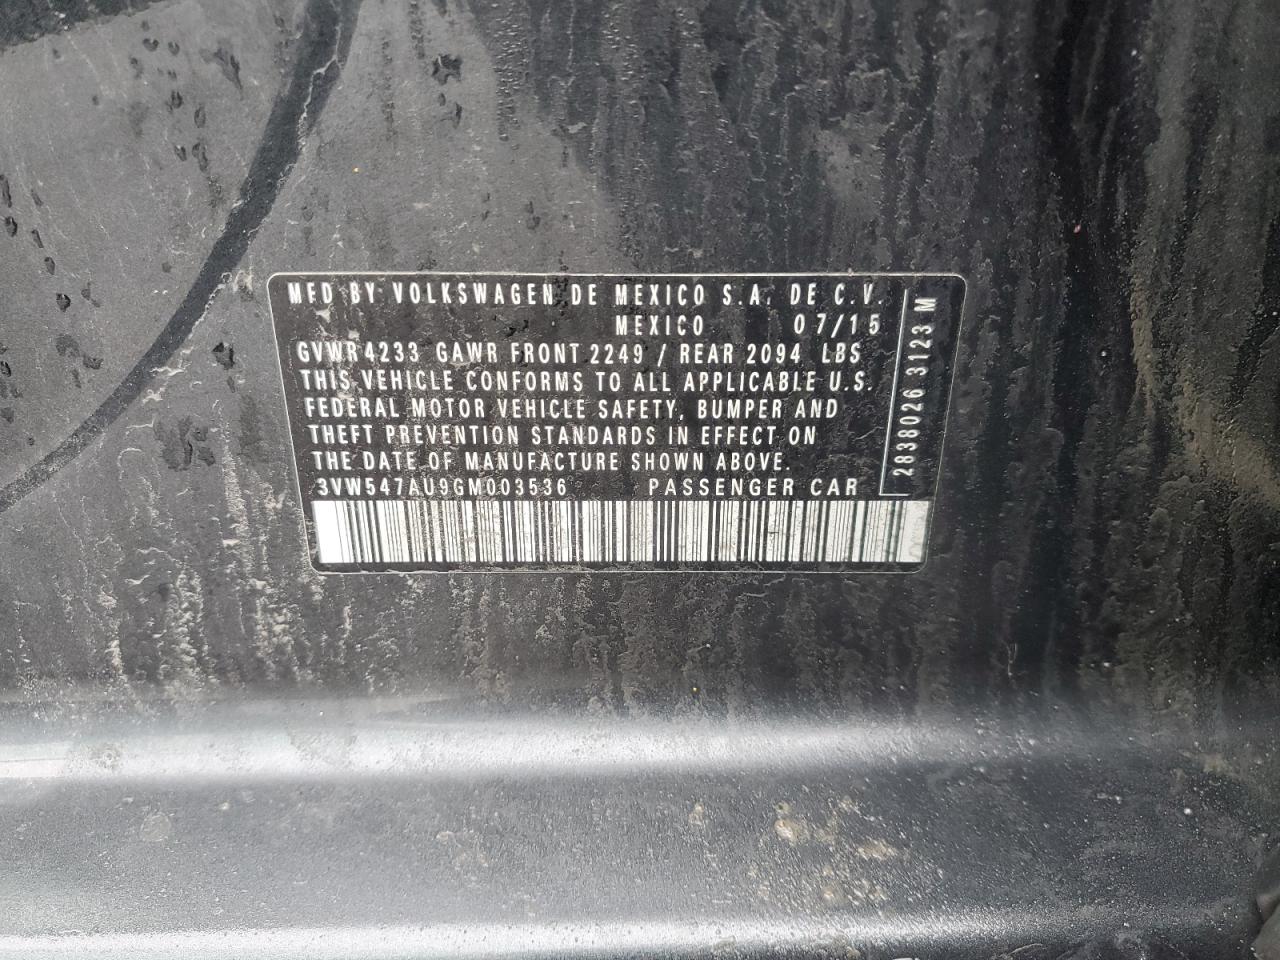 MFD BY VOLKSWAGEN DE MEXICO S.A. DE C.V.
MEXICO 07/15
GVWR 4233 GAWR FRONT 2249 / REAR 2094 LBS
THIS VEHICLE CONFORMS TO ALL APPLICABLE U.S.
FEDERAL MOTOR VEHICLE SAFETY, BUMPER AND
THEFT PREVENTION STANDARDS IN EFFECT ON
THE DATE OF MANUFACTURE SHOWN ABOVE.
3VW547AU9GM003536 PASSENGER CAR
2838026 3123 M